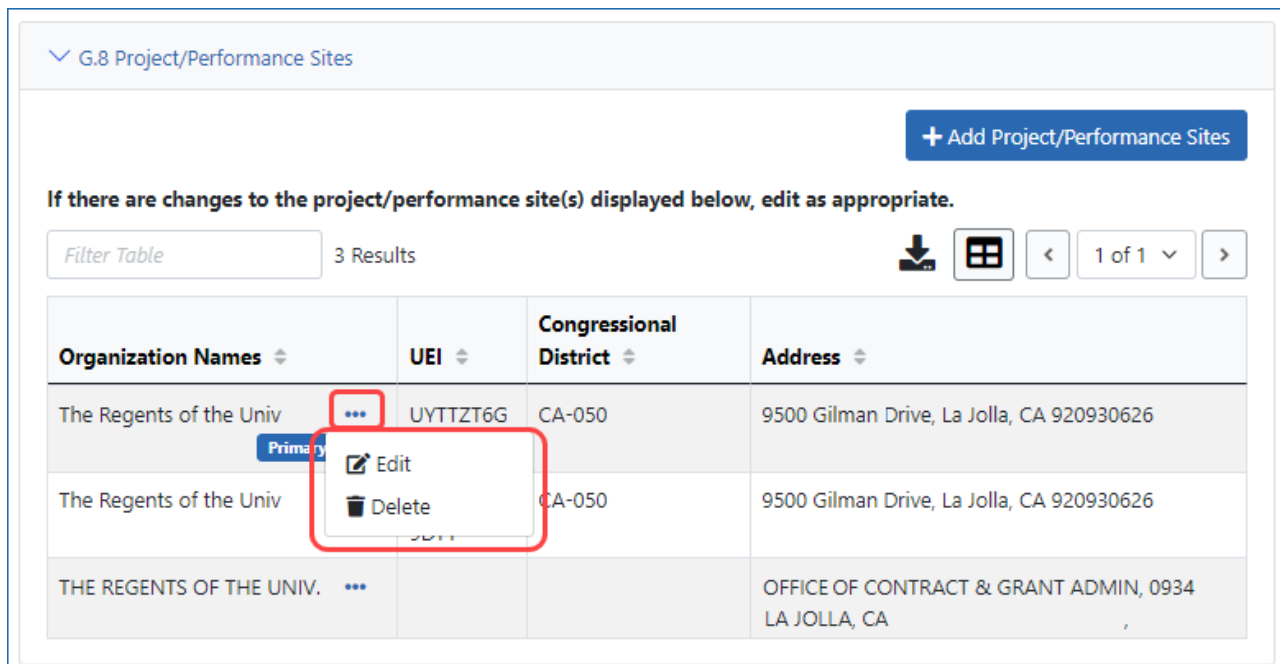 G.8 Project/Performance Sites
Add Project/Performance Sites
If there are changes to the project/performance site(s) displayed below, edit as appropriate.
Filter Table 3 Results 1 of 1
Organization Names UEI Congressional District Address
The Regents of the Univ ••• UYTTZT6G CA-050 9500 Gilman Drive, La Jolla, CA 920930626
Primary
Edit
Delete
The Regents of the Univ CA-050 9500 Gilman Drive, La Jolla, CA 920930626
THE REGENTS OF THE UNIV. ••• OFFICE OF CONTRACT & GRANT ADMIN, 0934
LA JOLLA, CA ,